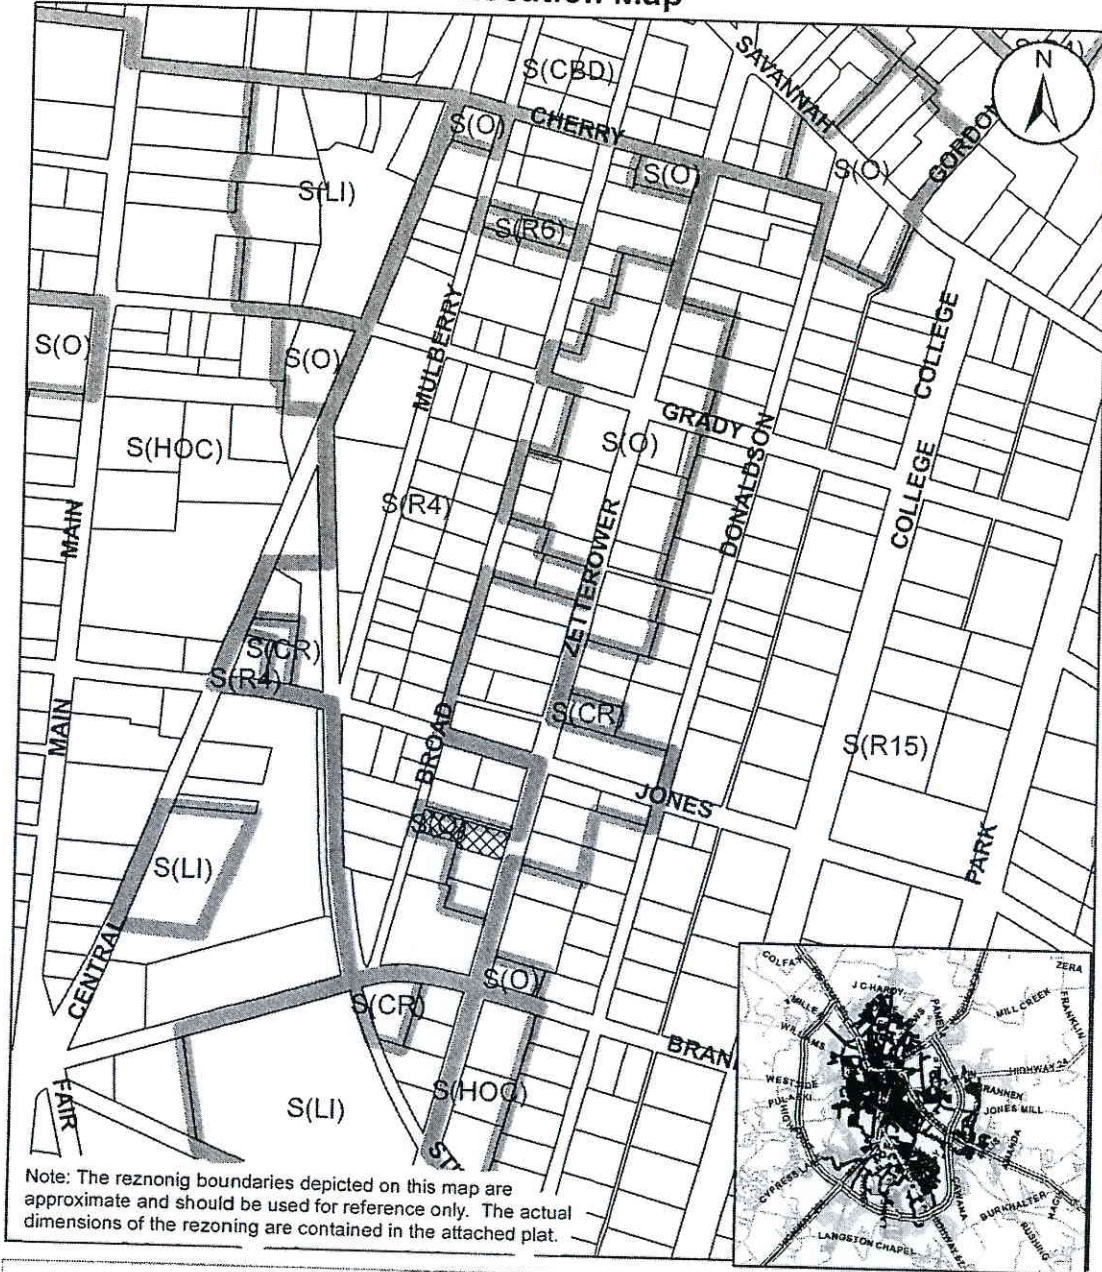 Location Map
S(CBD)
SAVANNAH
N
GORDON
S(O)
CHERRY
S(O)
S(O)
S(LI)
S(R6)
MULBERRY
COLLEGE
S(O)
S(O)
GRADY
S(O)
S(HOC)
DONALDSON
COLLEGE
S(R4)
MAIN
ZETTEROWER
S(CR)
S(R4)
S(CR)
MAIN
BROAD
S(R15)
JONES
PARK
S(LI)
CENTRAL
S(O)
S(CR)
BRAN
S(HOC)
FAIR
S(LI)
Note: The reznonig boundaries depicted on this map are
approximate and should be used for reference only. The actual
dimensions of the rezoning are contained in the attached plat.
COLFAX
ZERA
J C HARDY
MILL CREEK
FRANKLIN
WILLIAMS
HIGHWAY 24
WESTSIDE
PULASKI
BRANNEN
JONES MILL
BURKHALTER
RUSHING
LANGSTON CHAPEL